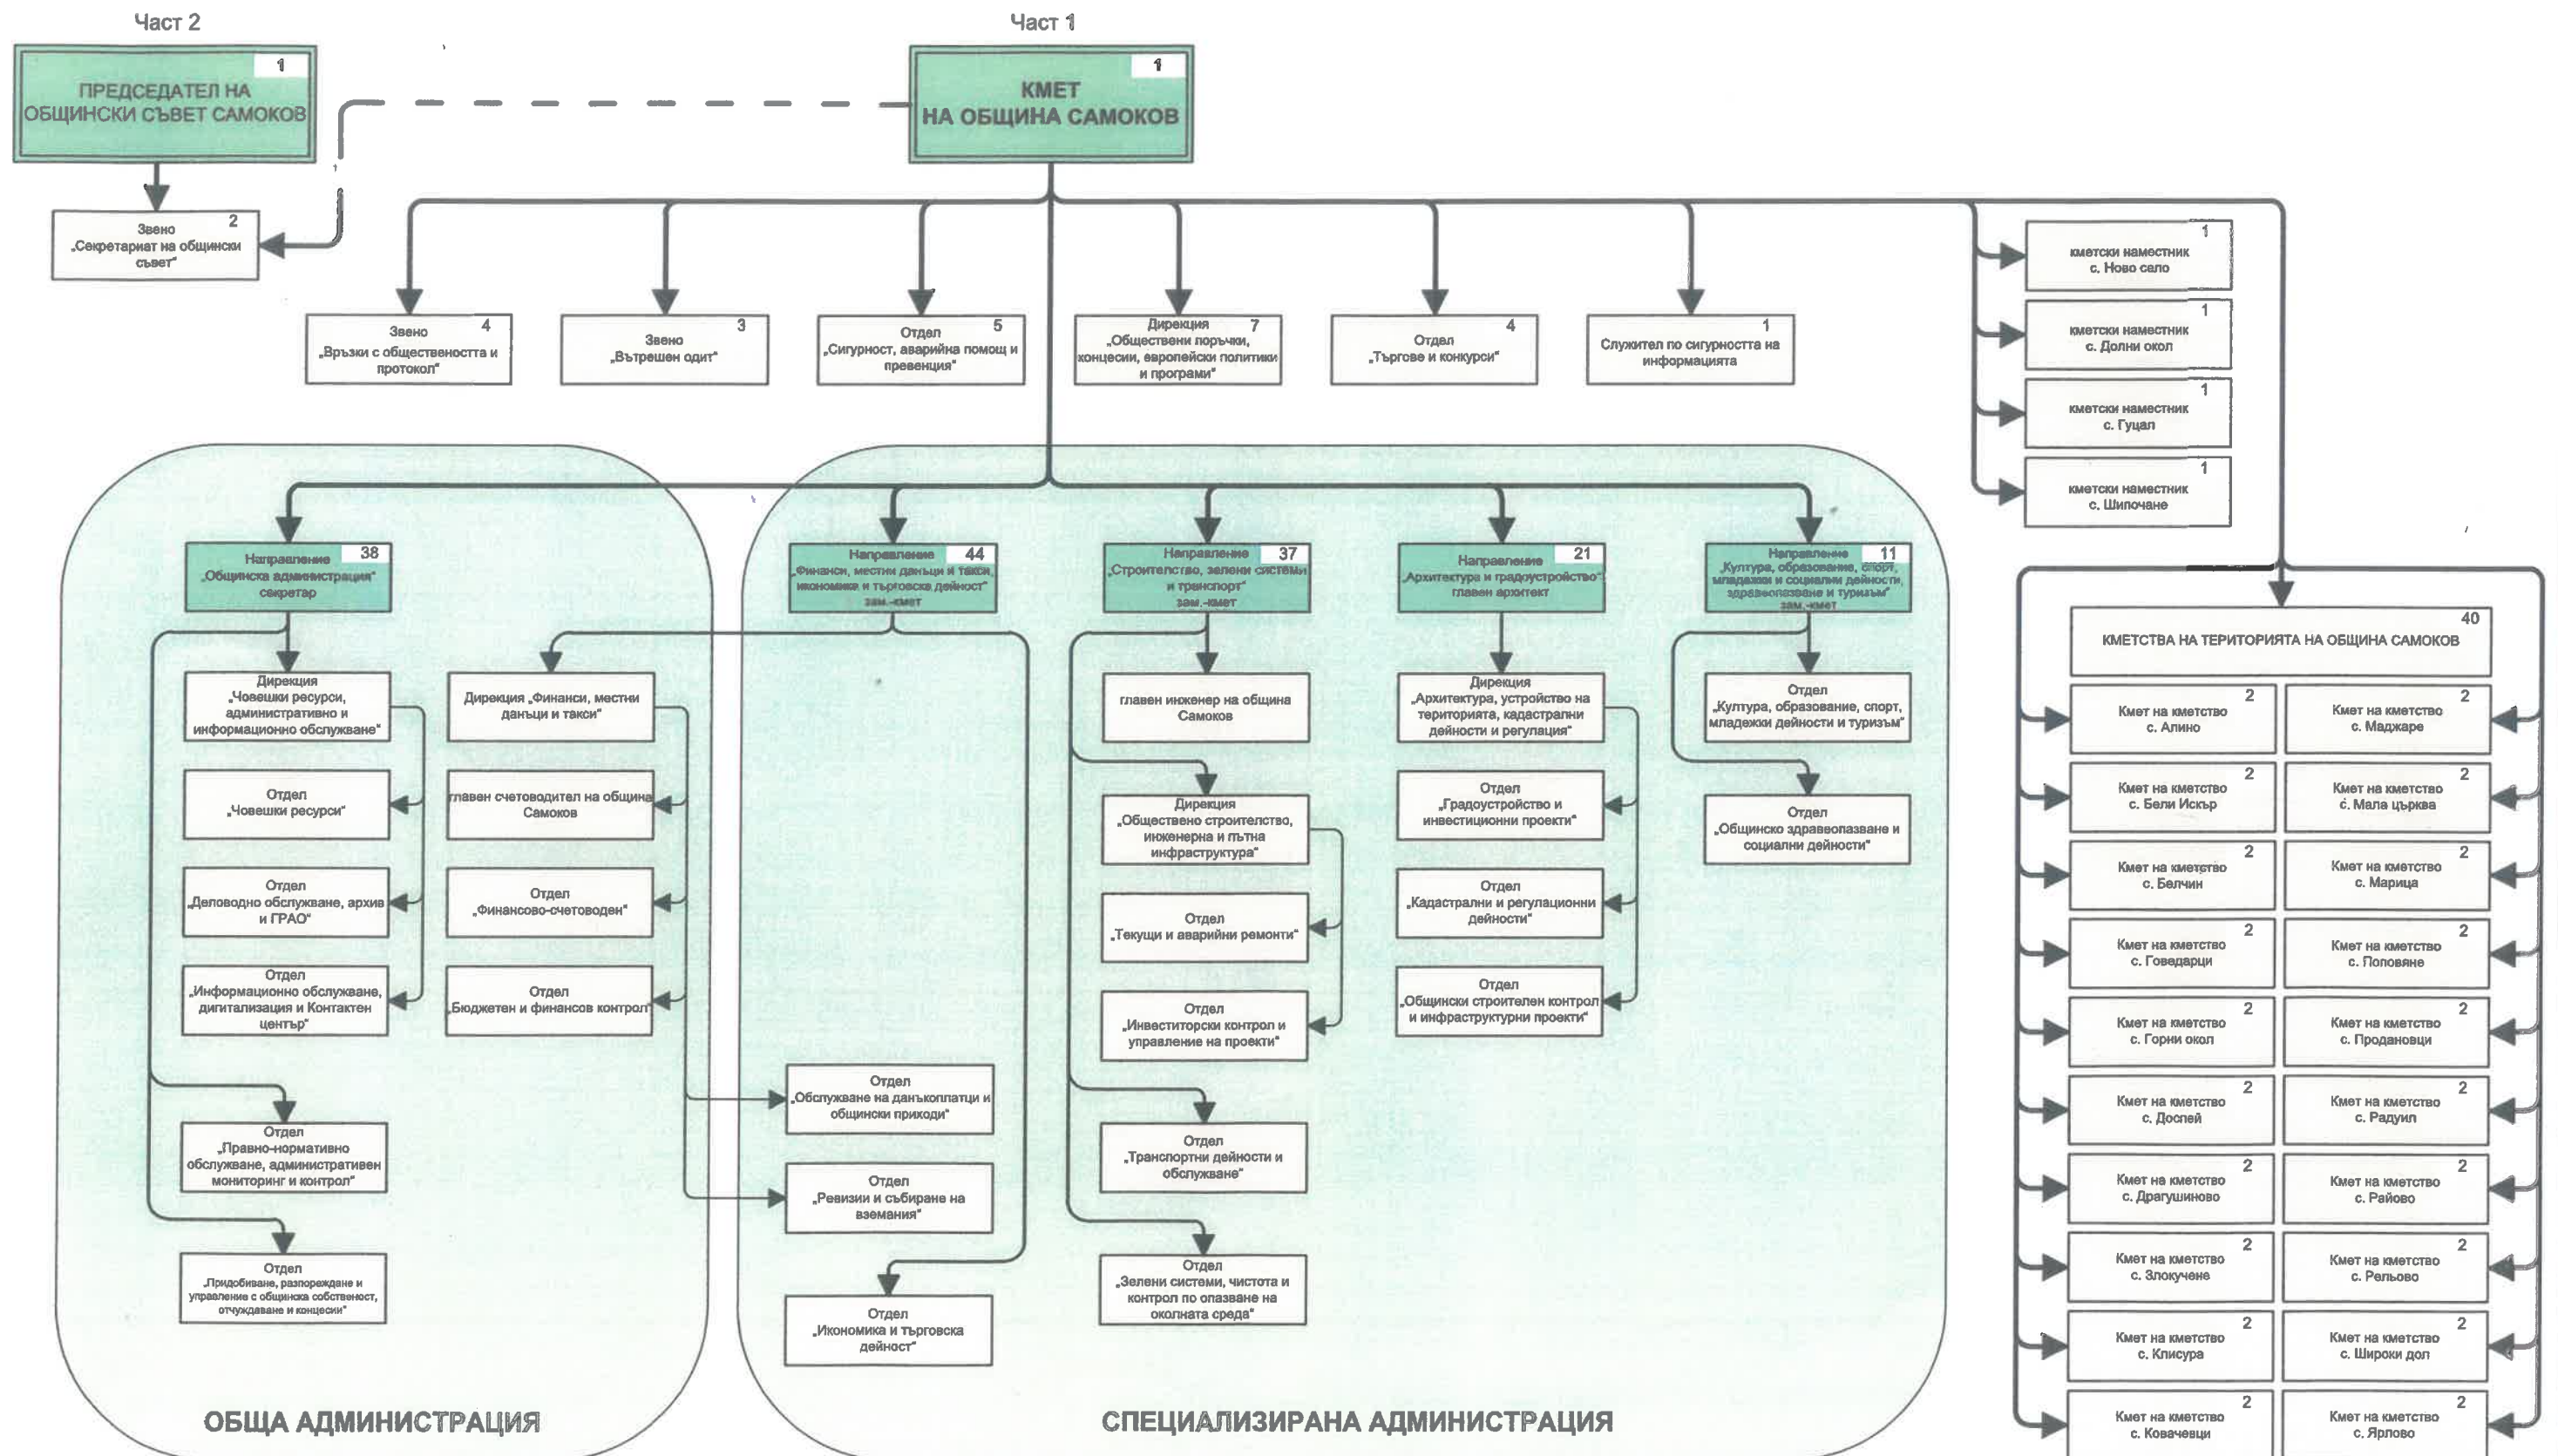 Част 2
1
ПРЕДСЕДАТЕЛ НА
ОБЩИНСКИ СЪВЕТ САМОКОВ
2
Звено
„Секретариат на общински
съвет“
Част 1
1
КМЕТ
НА ОБЩИНА САМОКОВ
4
Звено
„Връзки с обществеността и
протокол“
3
Звено
„Вътрешен одит“
5
Отдел
„Сигурност, аварийна помощ и
превенция“
7
Дирекция
„Обществени поръчки,
концесии, европейски политики
и програми“
4
Отдел
„Търгове и конкурси“
1
Служител по сигурността на
информацията
1
кметски наместник
с. Ново село
1
кметски наместник
с. Долни окол
1
кметски наместник
с. Гуцал
1
кметски наместник
с. Шипочане
38
Направление
„Общинска администрация“
секретар
Дирекция
„Човешки ресурси,
административно и
информационно обслужване“
Отдел
„Човешки ресурси“
Отдел
„Деловодно обслужване, архив
и ГРАО“
Отдел
„Информационно обслужване,
дигитализация и Контактен
център“
Отдел
„Правно-нормативно
обслужване, административен
мониторинг и контрол“
Отдел
„Придобиване, разпореждане и
управление с общинска собственост,
отчуждаване и концесии“
44
Направление
„Финанси, местни данъци и такси,
икономика и търговска дейност“
зам.-кмет
Дирекция „Финанси, местни
данъци и такси“
главен счетоводител на община
Самоков
Отдел
„Финансово-счетоводен“
Отдел
„Бюджетен и финансов контрол“
Отдел
„Обслужване на данъкоплатци и
общински приходи“
Отдел
„Ревизии и събиране на
вземания“
Отдел
„Икономика и търговска
дейност“
37
Направление
„Строителство, зелени системи
и транспорт“
зам.-кмет
главен инженер на община
Самоков
Дирекция
„Обществено строителство,
инженерна и пътна
инфраструктура“
Отдел
„Текущи и аварийни ремонти“
Отдел
„Инвеститорски контрол и
управление на проекти“
Отдел
„Транспортни дейности и
обслужване“
Отдел
„Зелени системи, чистота и
контрол по опазване на
околната среда“
21
Направление
„Архитектура и градоустройство“
главен архитект
Дирекция
„Архитектура, устройство на
територията, кадастрални
дейности и регулация“
Отдел
„Градоустройство и
инвестиционни проекти“
Отдел
„Кадастрални и регулационни
дейности“
Отдел
„Общински строителен контрол
и инфраструктурни проекти“
11
Направление
„Култура, образование, спорт,
младежки и социални дейности,
здравеопазване и туризъм“
зам.-кмет
Отдел
„Култура, образование, спорт,
младежки дейности и туризъм“
Отдел
„Общинско здравеопазване и
социални дейности“
ОБЩА АДМИНИСТРАЦИЯ
СПЕЦИАЛИЗИРАНА АДМИНИСТРАЦИЯ
40
КМЕТСТВА НА ТЕРИТОРИЯТА НА ОБЩИНА САМОКОВ
2
Кмет на кметство
с. Алино
2
Кмет на кметство
с. Маджаре
2
Кмет на кметство
с. Бели Искър
2
Кмет на кметство
с. Мала църква
2
Кмет на кметство
с. Белчин
2
Кмет на кметство
с. Марица
2
Кмет на кметство
с. Говедарци
2
Кмет на кметство
с. Поповяне
2
Кмет на кметство
с. Горни окол
2
Кмет на кметство
с. Продановци
2
Кмет на кметство
с. Доспей
2
Кмет на кметство
с. Радуил
2
Кмет на кметство
с. Драгушиново
2
Кмет на кметство
с. Райово
2
Кмет на кметство
с. Злокучене
2
Кмет на кметство
с. Рельово
2
Кмет на кметство
с. Клисура
2
Кмет на кметство
с. Широки дол
2
Кмет на кметство
с. Ковачевци
2
Кмет на кметство
с. Ярлово